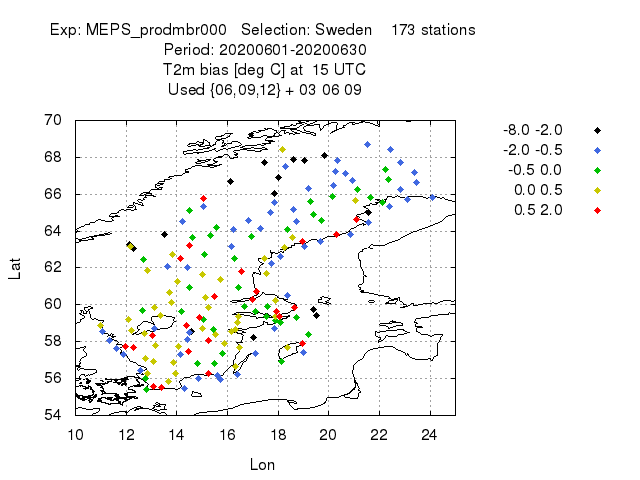 Exp: MEPS_prodmbr000 Selection: Sweden 173 stations
Period: 20200601-20200630
T2m bias [deg C] at 15 UTC
Used {06,09,12} + 03 06 09
-8.0 -2.0
-2.0 -0.5
-0.5 0.0
0.0 0.5
0.5 2.0
70
68
66
64
62
60
58
56
54
Lat
10 12 14 16 18 20 22 24
Lon